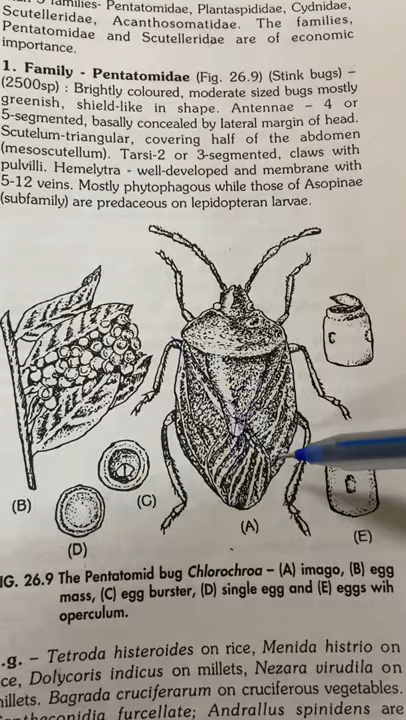 5 families- Pentatomidae, Plantaspididae, Cydnidae,
Scutelleridae, Acanthosomatidae. The families,
Pentatomidae and Scutelleridae are of economic
importance.
1. Family - Pentatomidae (Fig. 26.9) (Stink bugs) –
(2500sp) : Brightly coloured, moderate sized bugs mostly
greenish, shield-like in shape. Antennae – 4 or
5-segmented, basally concealed by lateral margin of head.
Scutelum-triangular, covering half of the abdomen
(mesoscutellum). Tarsi-2 or 3-segmented, claws with
pulvilli. Hemelytra - well-developed and membrane with
5-12 veins. Mostly phytophagous while those of Asopinae
(subfamily) are predaceous on lepidopteran larvae.
(B)
(C)
(D)
(A)
(E)
IG. 26.9 The Pentatomid bug Chlorochroa – (A) imago, (B) egg
mass, (C) egg burster, (D) single egg and (E) eggs wih
operculum.
.g. – Tetroda histeroides on rice, Menida histrio on
ce, Dolycoris indicus on millets, Nezara virudila on
illets. Bagrada cruciferarum on cruciferous vegetables.
furcellate; Andrallus spinidens are